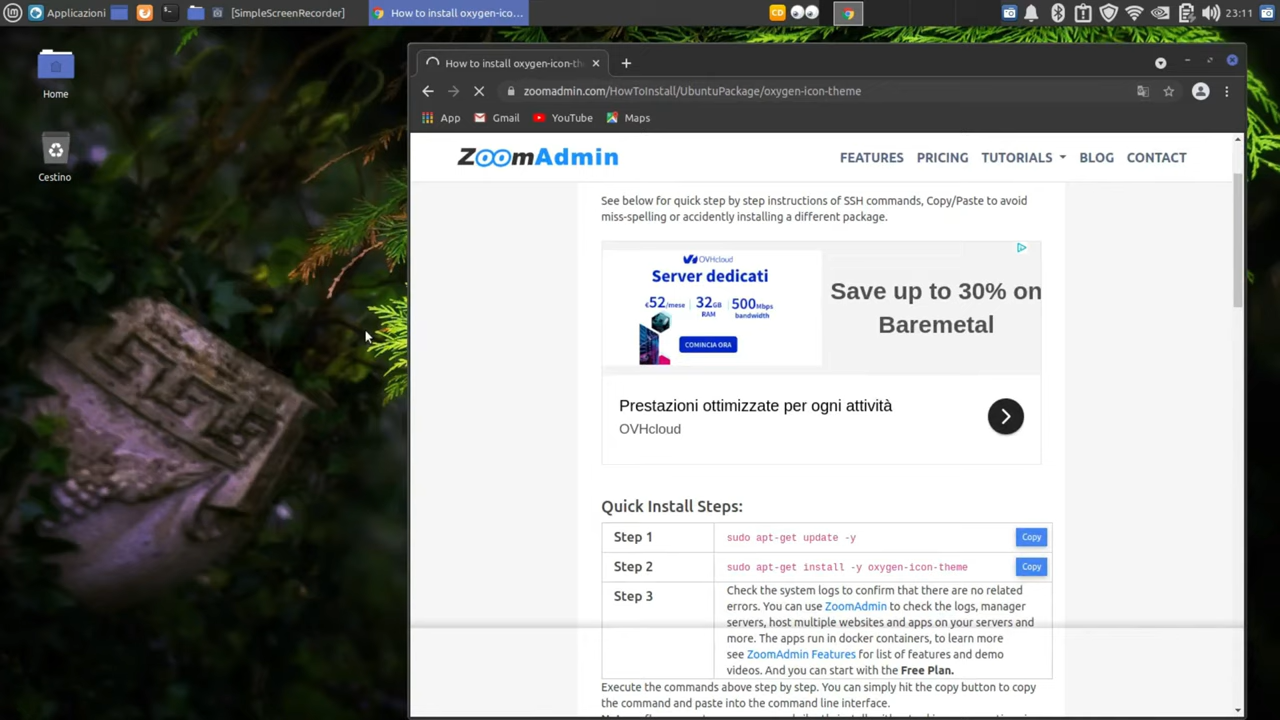 Applicazioni
[SimpleScreenRecorder]
How to install oxygen-ico...
CD
23:11
Home
Cestino
How to install oxygen-icon-th
zoomadmin.com/HowToInstall/UbuntuPackage/oxygen-icon-theme
App
Gmail
YouTube
Maps
ZoomAdmin
FEATURES
PRICING
TUTORIALS
BLOG
CONTACT
See below for quick step by step instructions of SSH commands, Copy/Paste to avoid
miss-spelling or accidently installing a different package.
OVHcloud
Server dedicati
€52/mese
32GB
RAM
500Mbps
bandwidth
COMINCIA ORA
Save up to 30% on
Baremetal
Prestazioni ottimizzate per ogni attività
OVHcloud
Quick Install Steps:
Step 1
sudo apt-get update -y
Copy
Step 2
sudo apt-get install -y oxygen-icon-theme
Copy
Step 3
Check the system logs to confirm that there are no related
errors. You can use ZoomAdmin to check the logs, manager
servers, host multiple websites and apps on your servers and
more. The apps run in docker containers, to learn more
see ZoomAdmin Features for list of features and demo
videos. And you can start with the Free Plan.
Execute the commands above step by step. You can simply hit the copy button to copy
the command and paste into the command line interface.